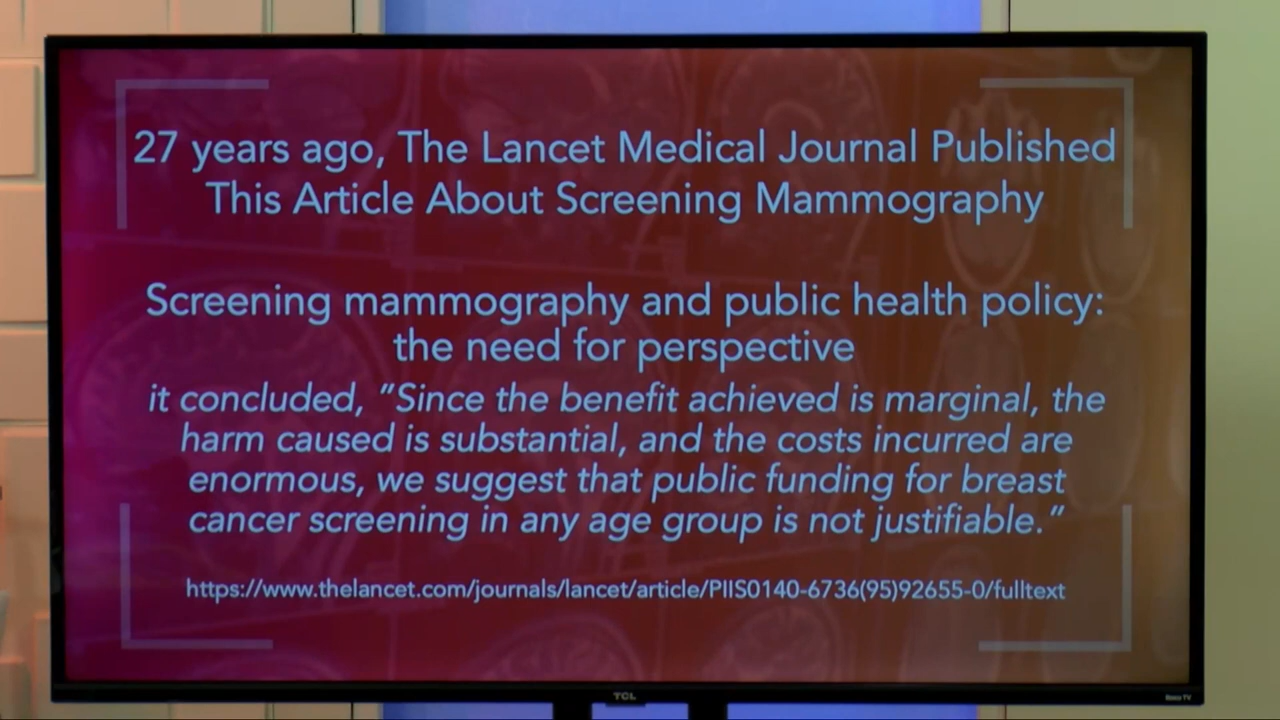 27 years ago, The Lancet Medical Journal Published
This Article About Screening Mammography
Screening mammography and public health policy:
the need for perspective
it concluded, “Since the benefit achieved is marginal, the
harm caused is substantial, and the costs incurred are
enormous, we suggest that public funding for breast
cancer screening in any age group is not justifiable.”
https://www.thelancet.com/journals/lancet/article/PIIS0140-6736(95)92655-0/fulltext
TCL
Roku TV